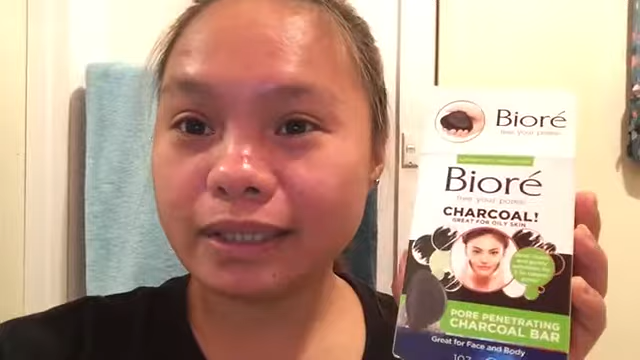 Bioré
free your pores
Bioré
free your pores
CHARCOAL!
GREAT FOR OILY SKIN
PORE PENETRATING
CHARCOAL BAR
Great for Face and Body